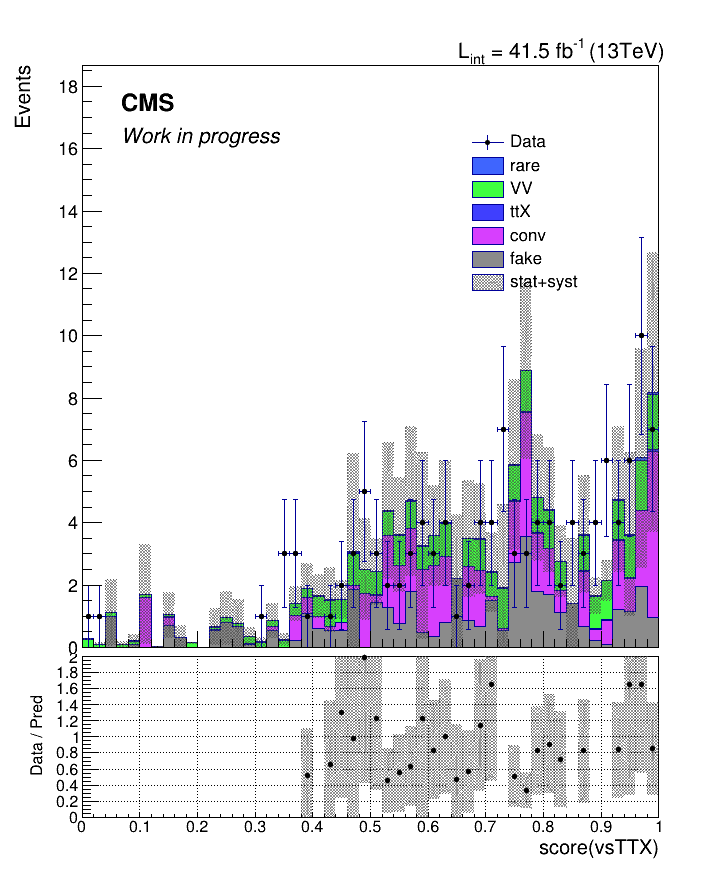 L_int = 41.5 fb^-1 (13TeV)
Events
CMS
Work in progress
Data
rare
VV
ttX
conv
fake
stat+syst
18
16
14
12
10
8
6
4
2
0
Data / Pred
2
1.8
1.6
1.4
1.2
1
0.8
0.6
0.4
0.2
0
0 0.1 0.2 0.3 0.4 0.5 0.6 0.7 0.8 0.9 1
score(vsTTX)